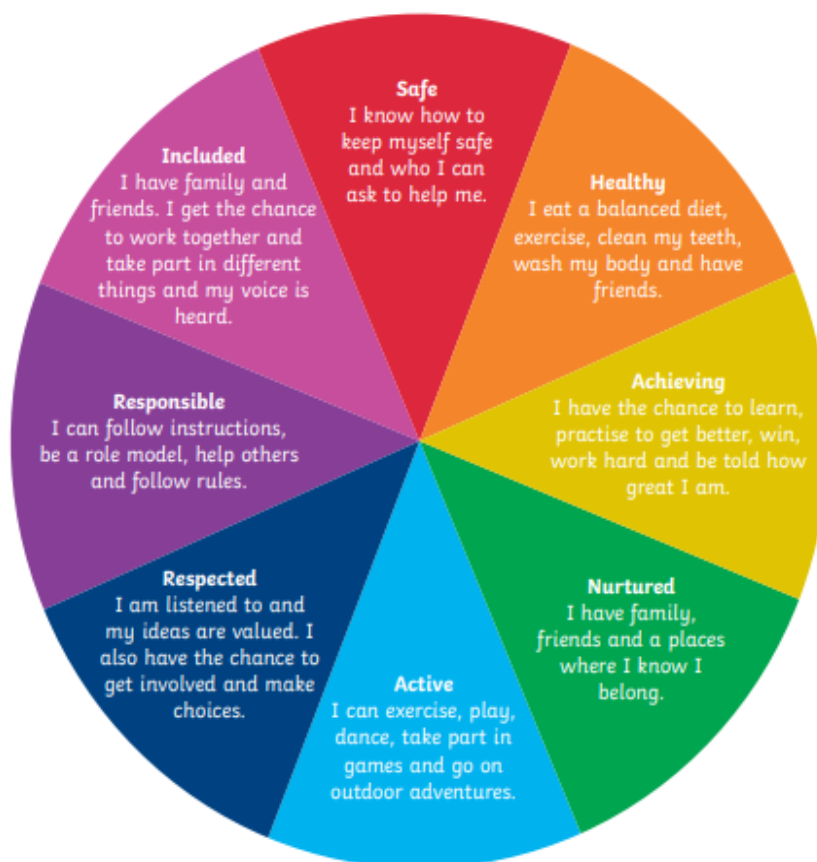 Safe
I know how to
keep myself safe
and who I can
ask to help me.
Healthy
I eat a balanced diet,
exercise, clean my teeth,
wash my body and have
friends.
Achieving
I have the chance to learn,
practise to get better, win,
work hard and be told how
great I am.
Nurtured
I have family,
friends and a places
where I know I
belong.
Active
I can exercise, play,
dance, take part in
games and go on
outdoor adventures.
Respected
I am listened to and
my ideas are valued. I
also have the chance to
get involved and make
choices.
Responsible
I can follow instructions,
be a role model, help others
and follow rules.
Included
I have family and
friends. I get the chance
to work together and
take part in different
things and my voice is
heard.